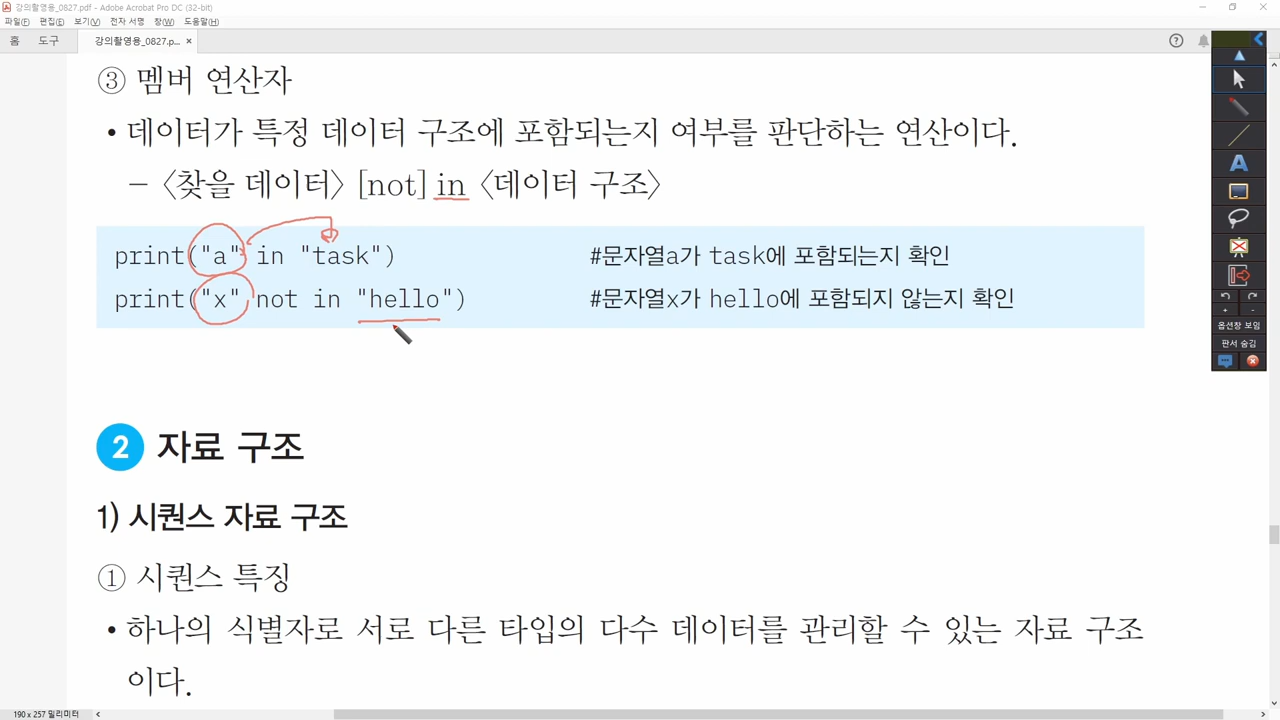 강의촬영용_0827.pdf - Adobe Acrobat Pro DC (32-bit)
파일(F) 편집(E) 보기(V) 전자 서명 창(W) 도움말(H)
홈 도구 강의촬영용_0827.p... ×
③ 멤버 연산자
• 데이터가 특정 데이터 구조에 포함되는지 여부를 판단하는 연산이다.
– 〈찾을 데이터〉 [not] in 〈데이터 구조〉
print("a" in "task") #문자열a가 task에 포함되는지 확인
print("x" not in "hello") #문자열x가 hello에 포함되지 않는지 확인
옵션창 보임
판서 숨김
2 자료 구조
1) 시퀀스 자료 구조
① 시퀀스 특징
• 하나의 식별자로 서로 다른 타입의 다수 데이터를 관리할 수 있는 자료 구조
이다.
190 x 257 밀리미터